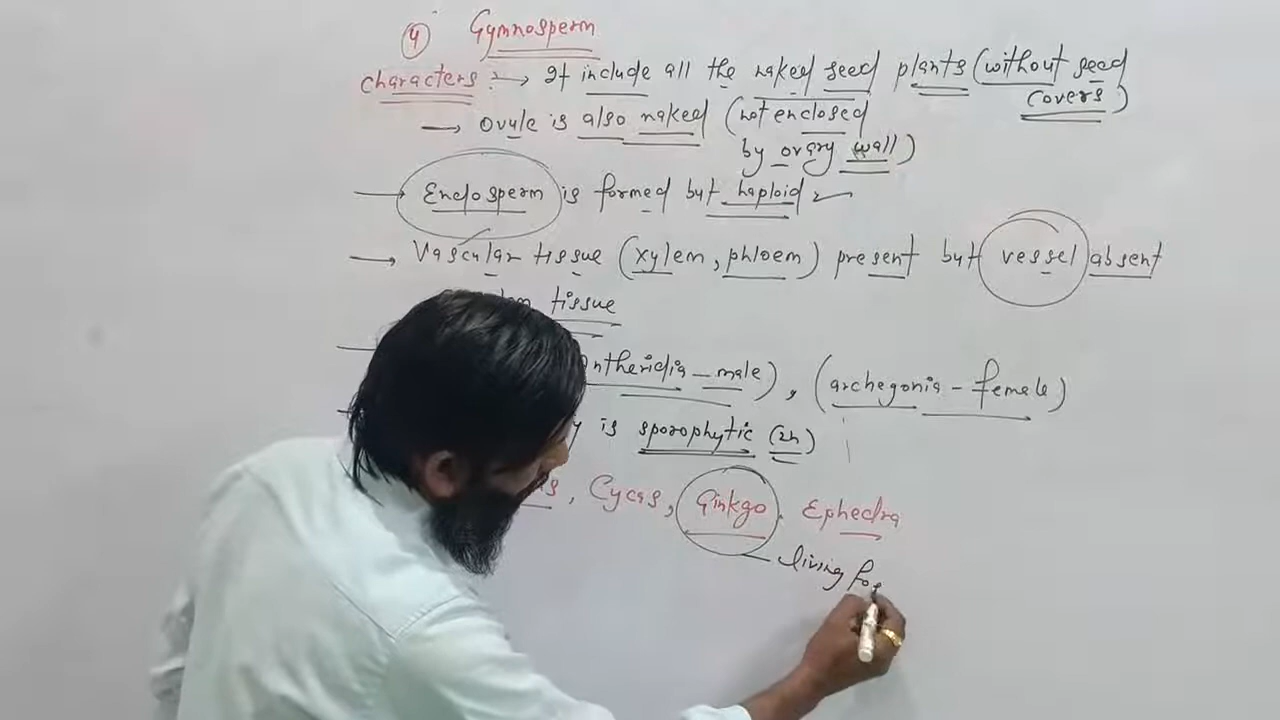 4 Gymnosperm
characters :→ It include all the naked seed plants (without seed
covers)
→ ovule is also naked (not enclosed
by ovary wall)
→ Endosperm is formed but haploid
→ Vascular tissue (xylem, phloem) present but vessel absent
tissue
antheridia - male), (archegonia - female)
is sporophytic (2n)
, Cycas, Ginkgo, Ephedra
living fos